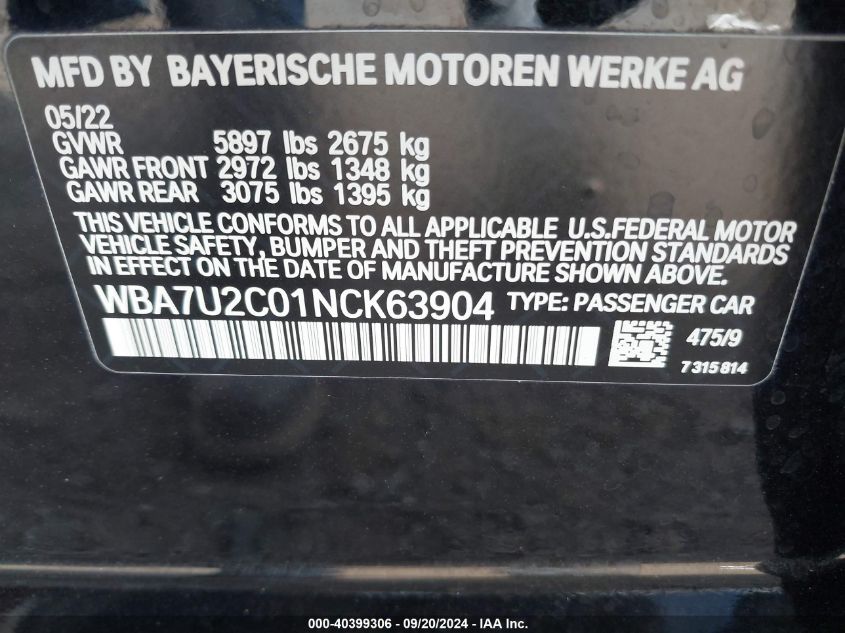 MFD BY BAYERISCHE MOTOREN WERKE AG
05/22
GVWR 5897 lbs 2675 kg
GAWR FRONT 2972 lbs 1348 kg
GAWR REAR 3075 lbs 1395 kg
THIS VEHICLE CONFORMS TO ALL APPLICABLE U.S.FEDERAL MOTOR
VEHICLE SAFETY, BUMPER AND THEFT PREVENTION STANDARDS
IN EFFECT ON THE DATE OF MANUFACTURE SHOWN ABOVE.
WBA7U2C01NCK63904 TYPE: PASSENGER CAR
475/9
7 315 814
000-40399306 - 09/20/2024 - IAA Inc.